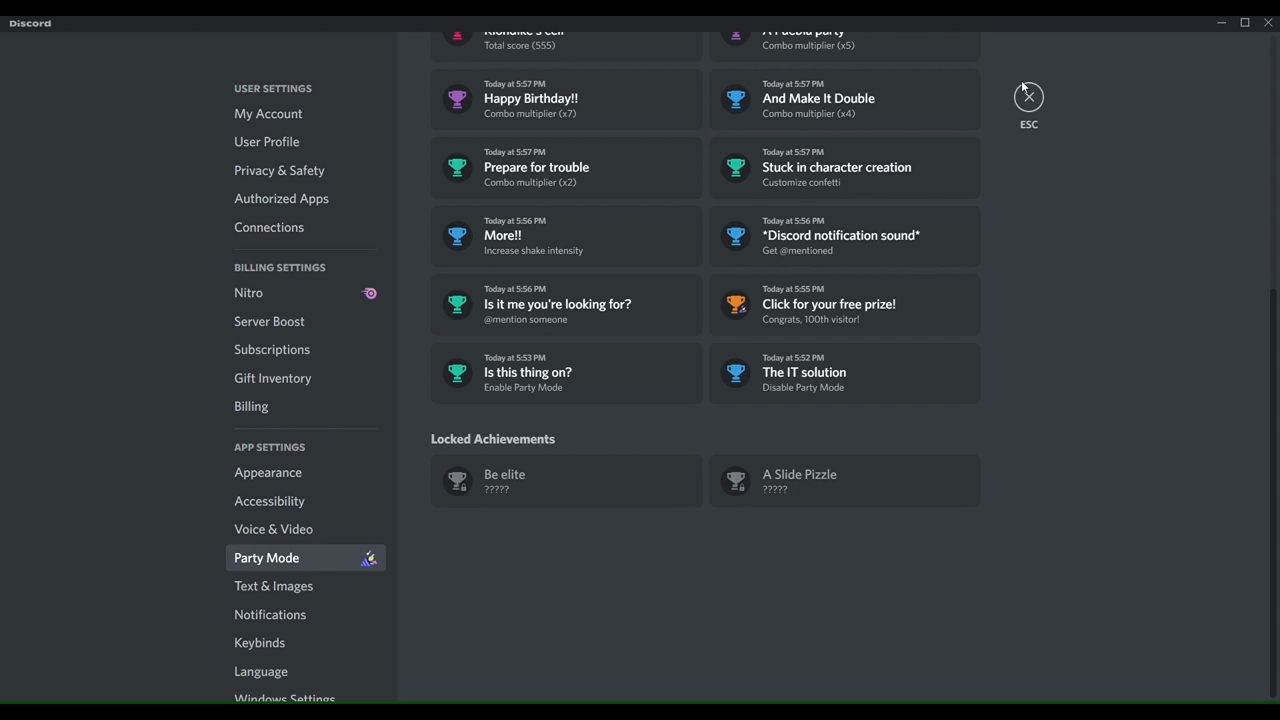 Discord
USER SETTINGS
My Account
User Profile
Privacy & Safety
Authorized Apps
Connections
BILLING SETTINGS
Nitro
Server Boost
Subscriptions
Gift Inventory
Billing
APP SETTINGS
Appearance
Accessibility
Voice & Video
Party Mode
Text & Images
Notifications
Keybinds
Language
Windows Settings
Total score (555)
Combo multiplier (x5)
Today at 5:57 PM
Happy Birthday!!
Combo multiplier (x7)
Today at 5:57 PM
And Make It Double
Combo multiplier (x4)
Today at 5:57 PM
Prepare for trouble
Combo multiplier (x2)
Today at 5:57 PM
Stuck in character creation
Customize confetti
Today at 5:56 PM
More!!
Increase shake intensity
Today at 5:56 PM
*Discord notification sound*
Get @mentioned
Today at 5:56 PM
Is it me you're looking for?
@mention someone
Today at 5:55 PM
Click for your free prize!
Congrats, 100th visitor!
Today at 5:53 PM
Is this thing on?
Enable Party Mode
Today at 5:52 PM
The IT solution
Disable Party Mode
Locked Achievements
Be elite
?????
A Slide Pizzle
?????
ESC